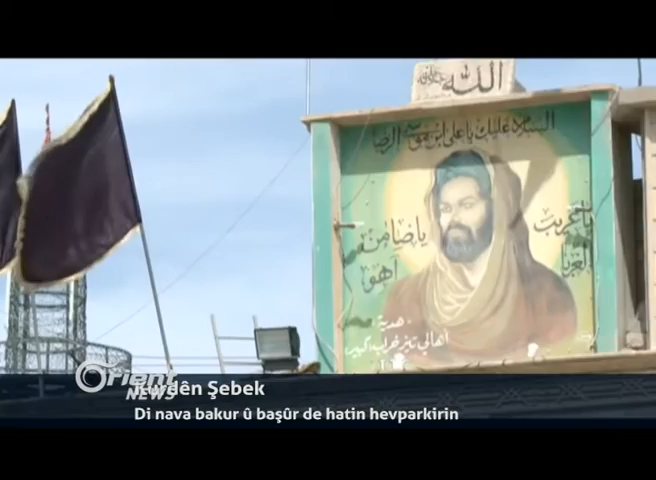 الله
السلام عليك يا علي ابن موسى الرضا
يا ضامن
اهو
يا غريب
الغربا
هدية
Orient
NEWS
Kurdên Şebek
Di nava bakur û başûr de hatin hevparkirin